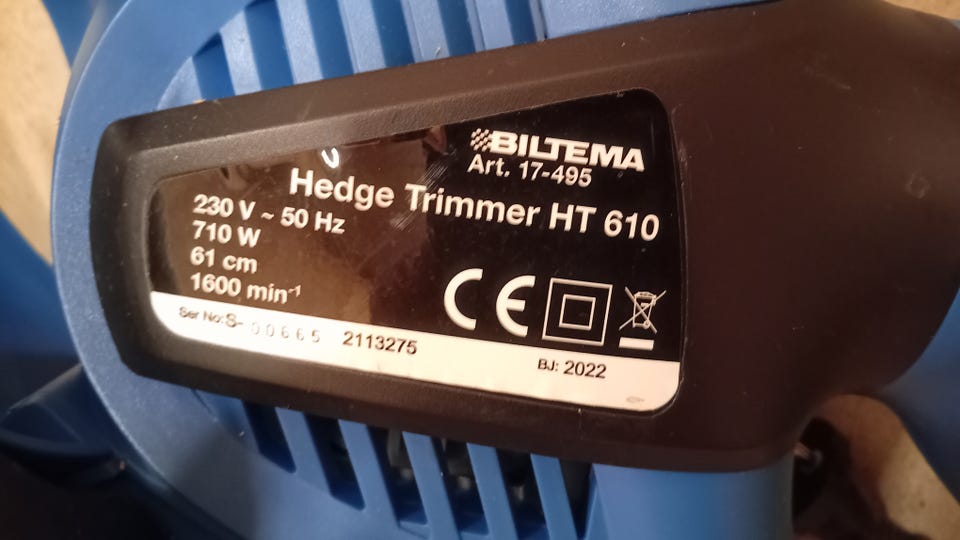 BILTEMA
Art. 17-495
Hedge Trimmer HT 610
230 V ~ 50 Hz
710 W
61 cm
1600 min⁻¹
CE
Ser No: S- 00665 2113275
BJ: 2022